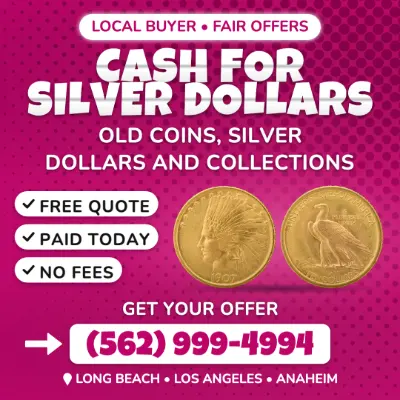 LOCAL BUYER • FAIR OFFERS
CASH FOR
SILVER DOLLARS
OLD COINS, SILVER
DOLLARS AND COLLECTIONS
FREE QUOTE
PAID TODAY
NO FEES
1907
GET YOUR OFFER
(562) 999-4994
LONG BEACH • LOS ANGELES • ANAHEIM